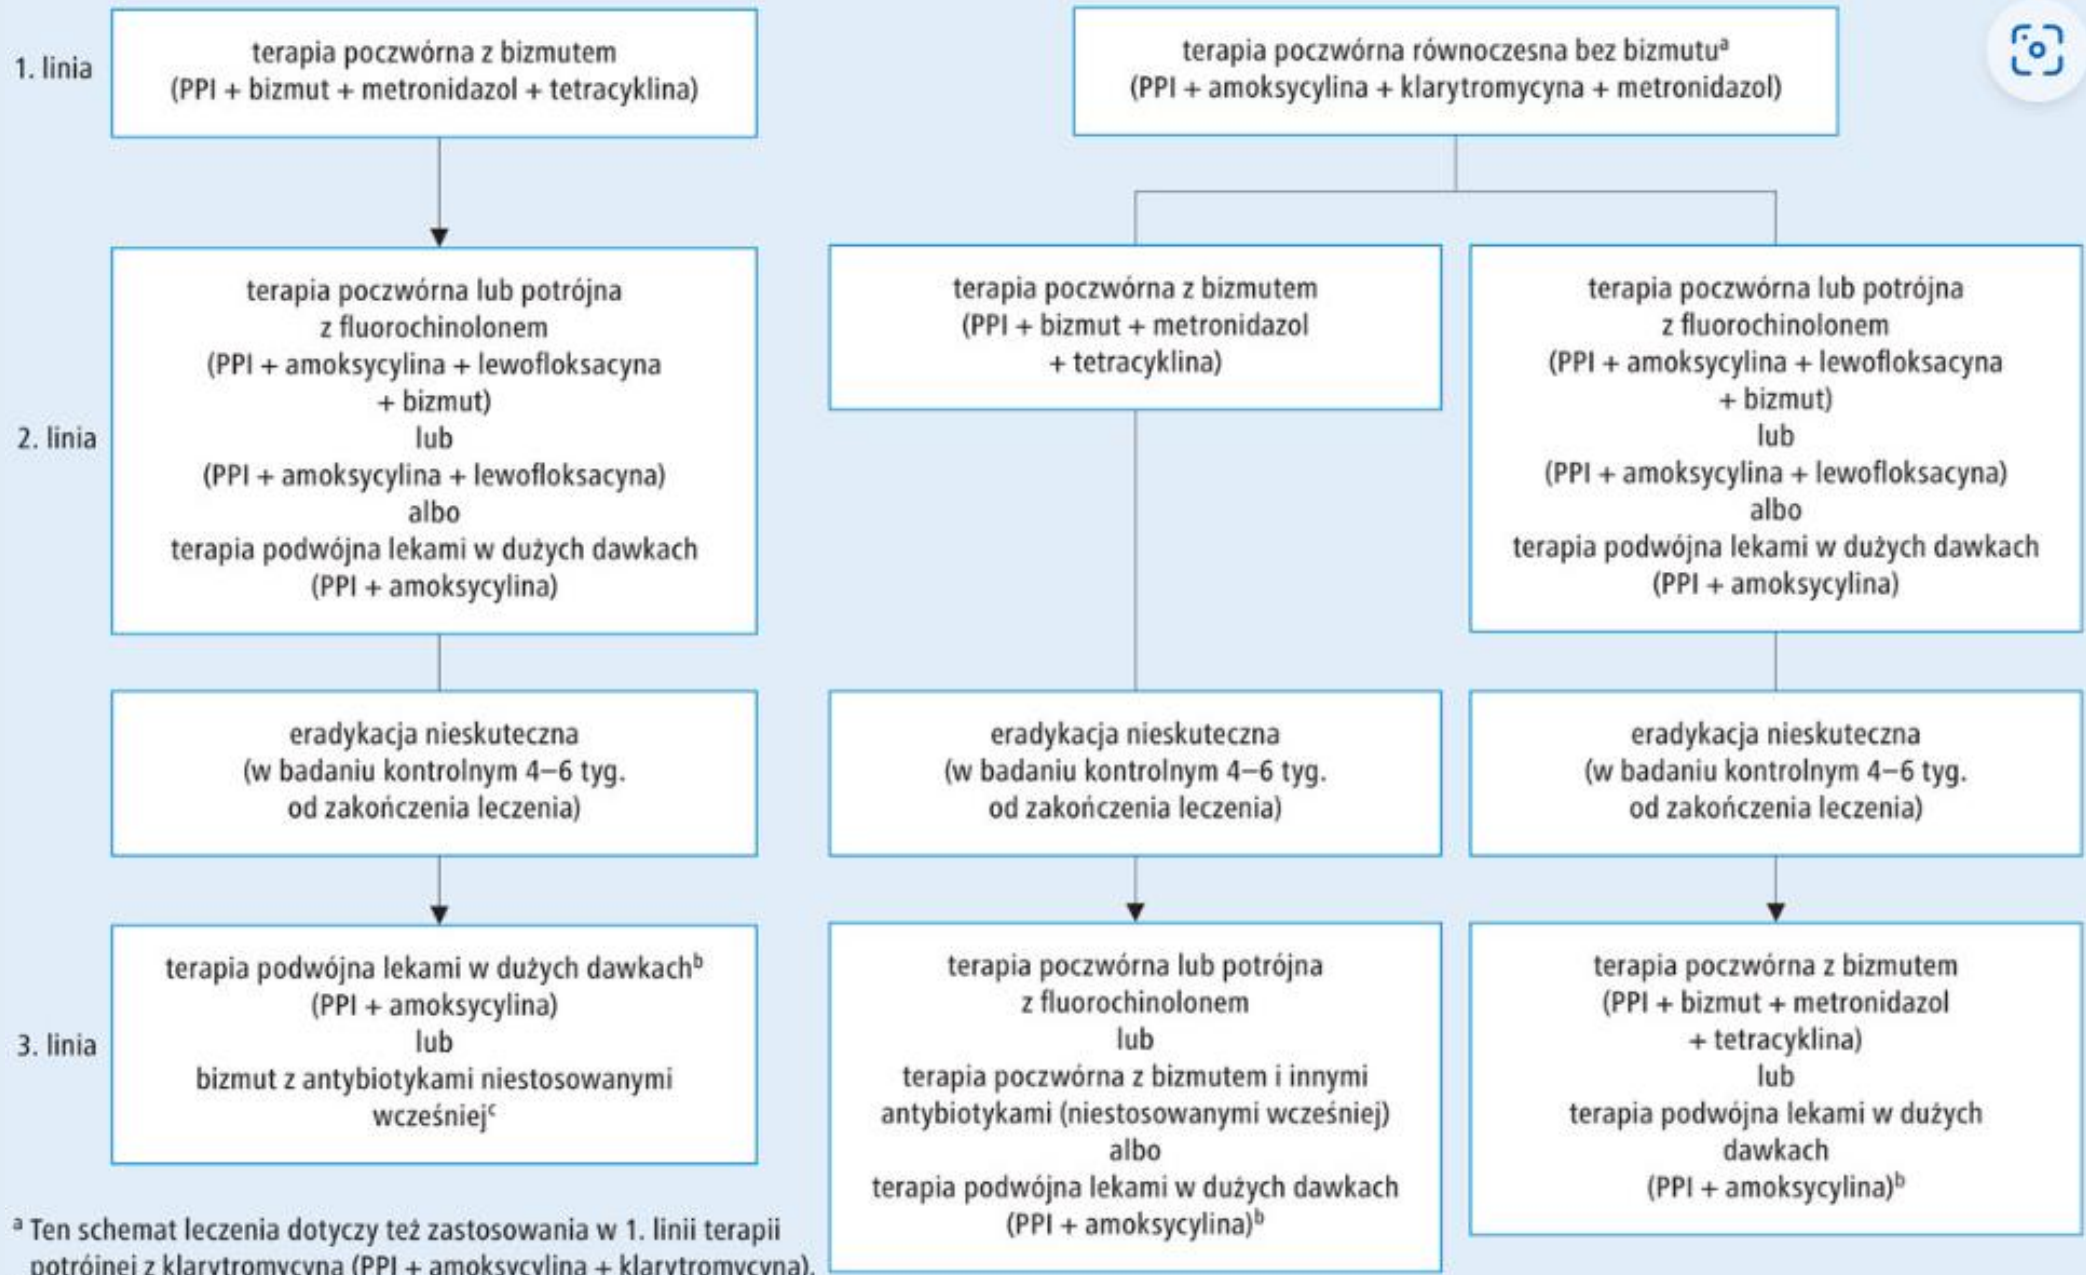 1. linia
terapia poczwórna z bizmutem
(PPI + bizmut + metronidazol + tetracyklina)
terapia poczwórna równoczesna bez bizmutuᵃ
(PPI + amoksycylina + klarytromycyna + metronidazol)
2. linia
terapia poczwórna lub potrójna
z fluorochinolonem
(PPI + amoksycylina + lewofloksacyna
+ bizmut)
lub
(PPI + amoksycylina + lewofloksacyna)
albo
terapia podwójna lekami w dużych dawkach
(PPI + amoksycylina)
terapia poczwórna z bizmutem
(PPI + bizmut + metronidazol
+ tetracyklina)
terapia poczwórna lub potrójna
z fluorochinolonem
(PPI + amoksycylina + lewofloksacyna
+ bizmut)
lub
(PPI + amoksycylina + lewofloksacyna)
albo
terapia podwójna lekami w dużych dawkach
(PPI + amoksycylina)
eradykacja nieskuteczna
(w badaniu kontrolnym 4–6 tyg.
od zakończenia leczenia)
eradykacja nieskuteczna
(w badaniu kontrolnym 4–6 tyg.
od zakończenia leczenia)
eradykacja nieskuteczna
(w badaniu kontrolnym 4–6 tyg.
od zakończenia leczenia)
3. linia
terapia podwójna lekami w dużych dawkachᵇ
(PPI + amoksycylina)
lub
bizmut z antybiotykami niestosowanymi
wcześniejᶜ
terapia poczwórna lub potrójna
z fluorochinolonem
lub
terapia poczwórna z bizmutem i innymi
antybiotykami (niestosowanymi wcześniej)
albo
terapia podwójna lekami w dużych dawkach
(PPI + amoksycylina)ᵇ
terapia poczwórna z bizmutem
(PPI + bizmut + metronidazol
+ tetracyklina)
lub
terapia podwójna lekami w dużych
dawkach
(PPI + amoksycylina)ᵇ
ᵃ Ten schemat leczenia dotyczy też zastosowania w 1. linii terapii
potrójnej z klarytromycyną (PPI + amoksycylina + klarytromycyna).